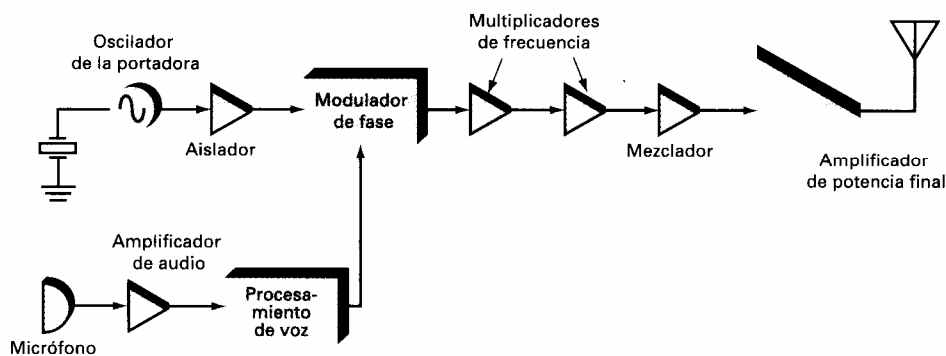 Oscilador
de la portadora
Aislador
Modulador
de fase
Multiplicadores
de frecuencia
Mezclador
Amplificador
de potencia final
Amplificador
de audio
Procesa-
miento
de voz
Micrófono